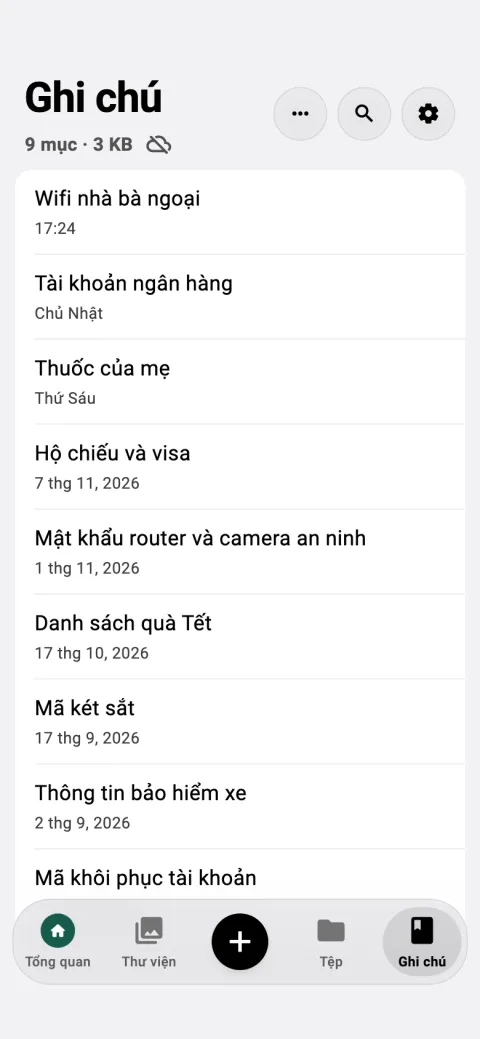 Ghi chú
9 mục · 3 KB
Wifi nhà bà ngoại
17:24
Tài khoản ngân hàng
Chủ Nhật
Thuốc của mẹ
Thứ Sáu
Hộ chiếu và visa
7 thg 11, 2026
Mật khẩu router và camera an ninh
1 thg 11, 2026
Danh sách quà Tết
17 thg 10, 2026
Mã két sắt
17 thg 9, 2026
Thông tin bảo hiểm xe
2 thg 9, 2026
Mã khôi phục tài khoản
Tổng quan
Thư viện
Tệp
Ghi chú